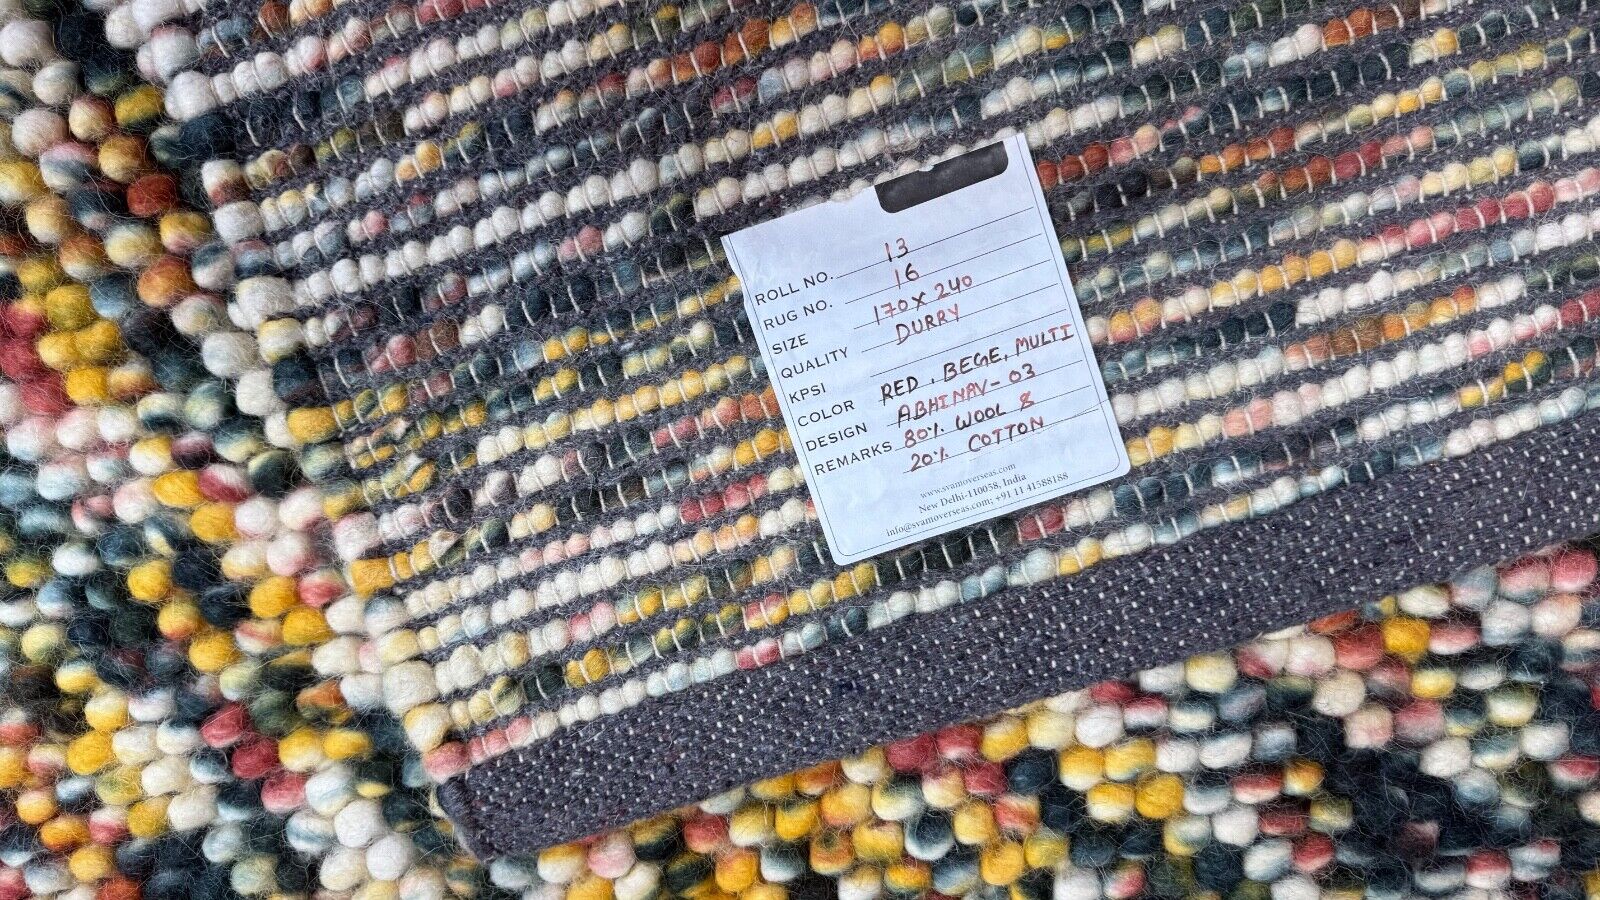 ROLL NO. 13
RUG NO. 16
SIZE 170 x 240
QUALITY DURRY
KPSI
COLOR RED, BEGE, MULTI
DESIGN ABHINAV-03
REMARKS 80% WOOL &
20% COTTON
www.svamoverseas.com
New Delhi-110058, India
info@svamoverseas.com; +91 11 41588188